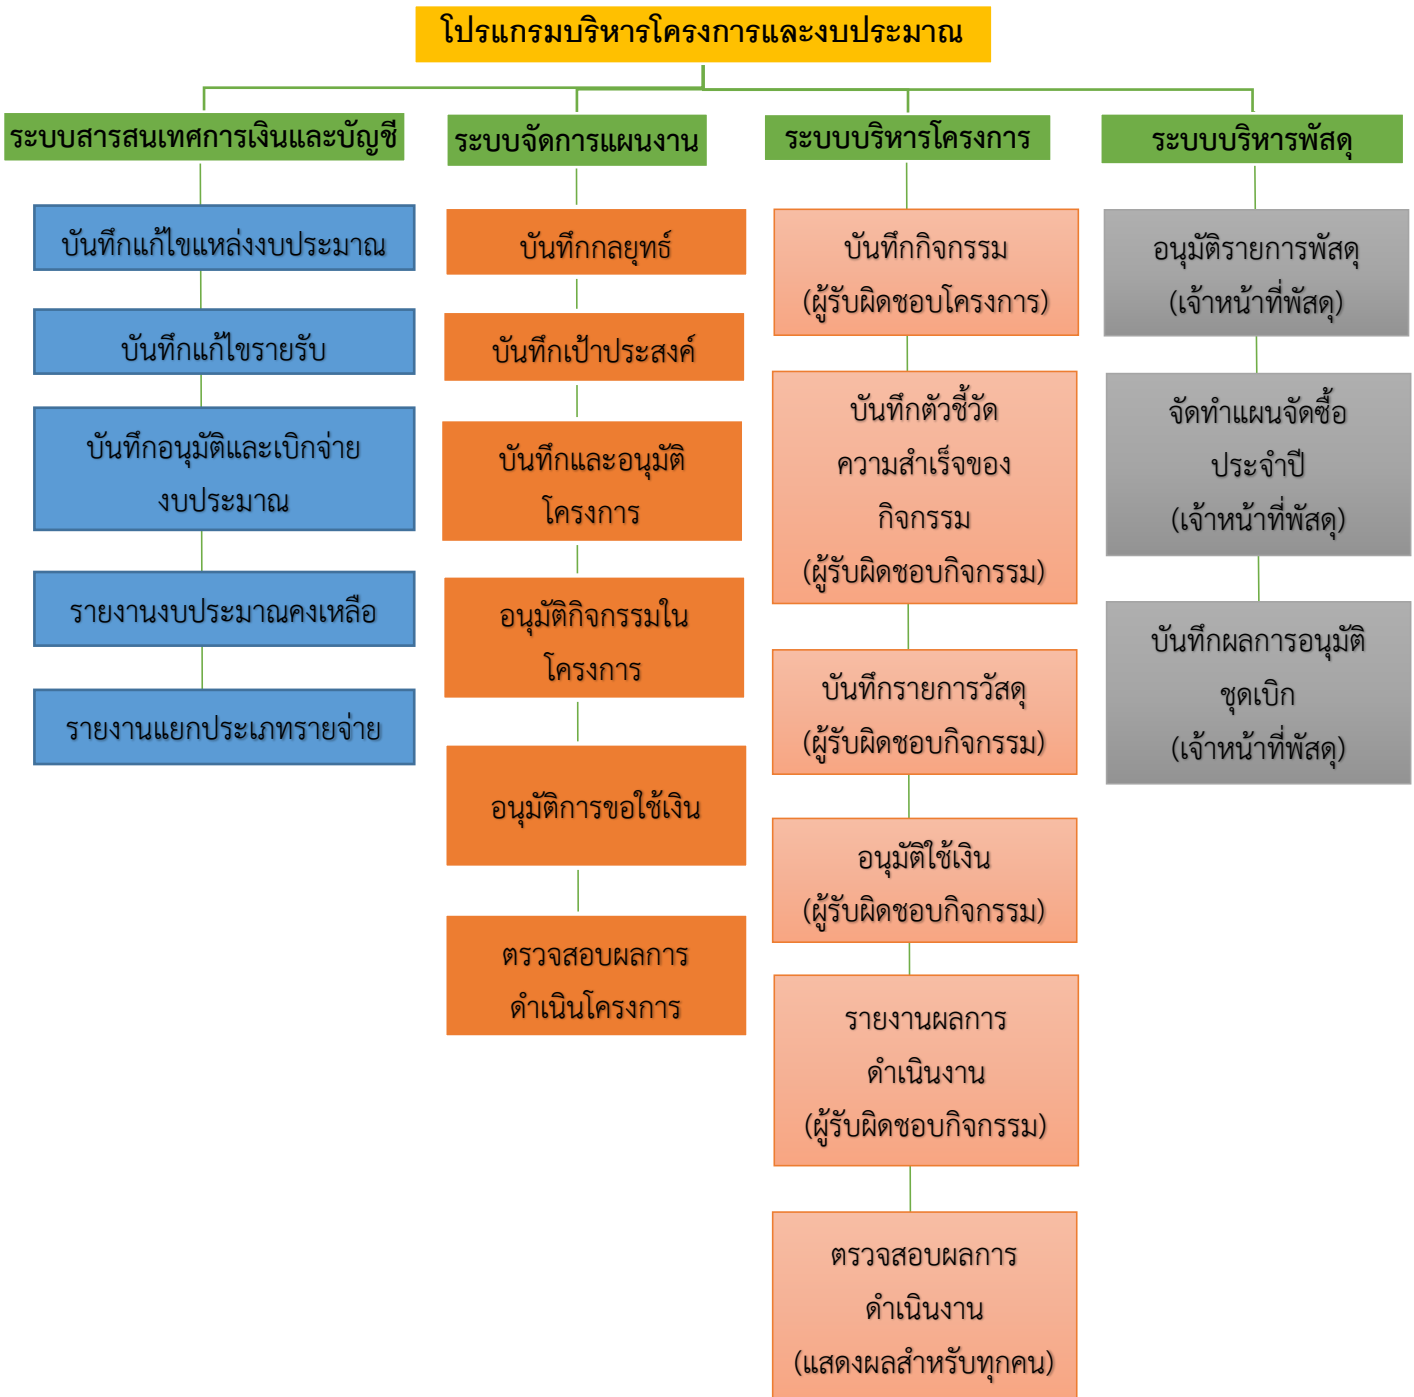 โปรแกรมบริหารโครงการและงบประมาณ
ระบบสารสนเทศการเงินและบัญชี
บันทึกแก้ไขแหล่งงบประมาณ
บันทึกแก้ไขรายรับ
บันทึกอนุมัติและเบิกจ่าย
งบประมาณ
รายงานงบประมาณคงเหลือ
รายงานแยกประเภทรายจ่าย
ระบบจัดการแผนงาน
บันทึกกลยุทธ์
บันทึกเป้าประสงค์
บันทึกและอนุมัติ
โครงการ
อนุมัติกิจกรรมใน
โครงการ
อนุมัติการขอใช้เงิน
ตรวจสอบผลการ
ดำเนินโครงการ
ระบบบริหารโครงการ
บันทึกกิจกรรม
(ผู้รับผิดชอบโครงการ)
บันทึกตัวชี้วัด
ความสำเร็จของ
กิจกรรม
(ผู้รับผิดชอบกิจกรรม)
บันทึกรายการวัสดุ
(ผู้รับผิดชอบกิจกรรม)
อนุมัติใช้เงิน
(ผู้รับผิดชอบกิจกรรม)
รายงานผลการ
ดำเนินงาน
(ผู้รับผิดชอบกิจกรรม)
ตรวจสอบผลการ
ดำเนินงาน
(แสดงผลสำหรับทุกคน)
ระบบบริหารพัสดุ
อนุมัติรายการพัสดุ
(เจ้าหน้าที่พัสดุ)
จัดทำแผนจัดซื้อ
ประจำปี
(เจ้าหน้าที่พัสดุ)
บันทึกผลการอนุมัติ
ชุดเบิก
(เจ้าหน้าที่พัสดุ)